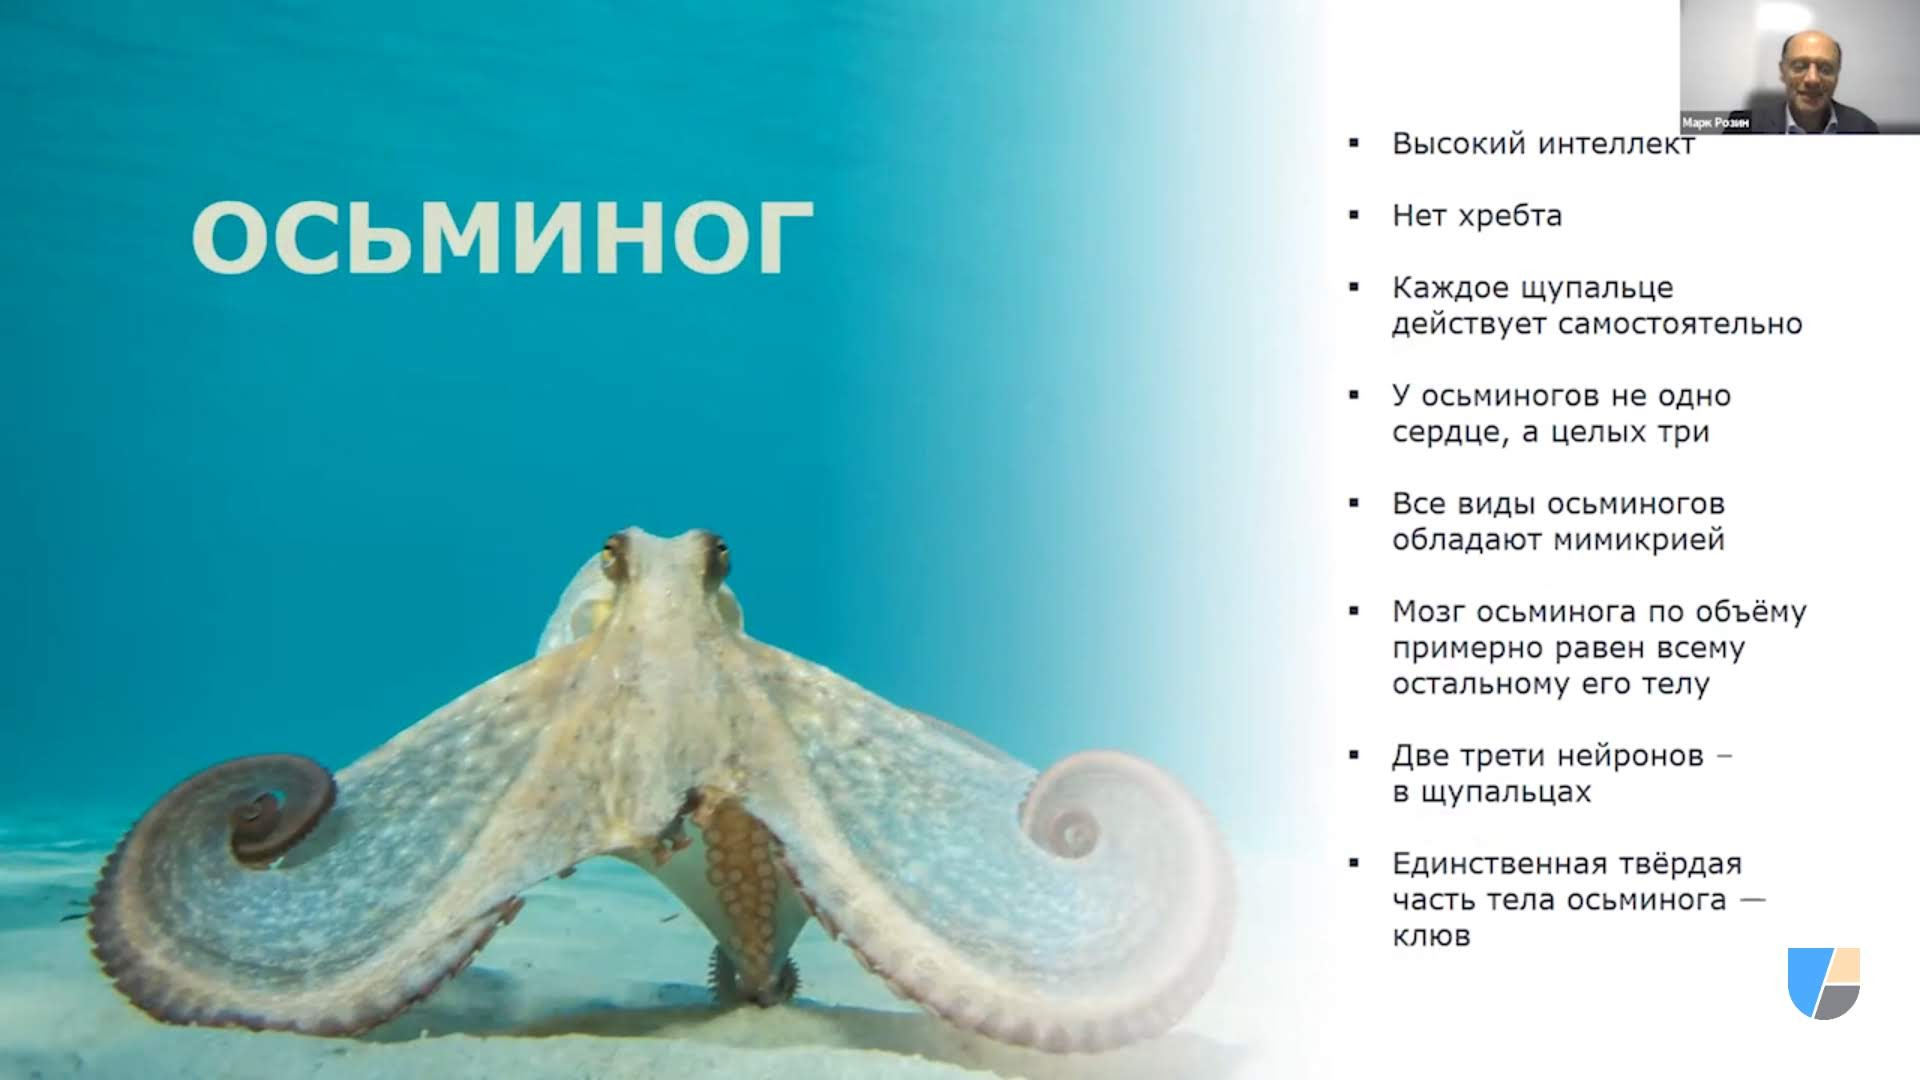 Марк Розин
ОСЬМИНОГ
▪ Высокий интеллект
▪ Нет хребта
▪ Каждое щупальце
действует самостоятельно
▪ У осьминогов не одно
сердце, а целых три
▪ Все виды осьминогов
обладают мимикрией
▪ Мозг осьминога по объёму
примерно равен всему
остальному его телу
▪ Две трети нейронов –
в щупальцах
▪ Единственная твёрдая
часть тела осьминога —
клюв